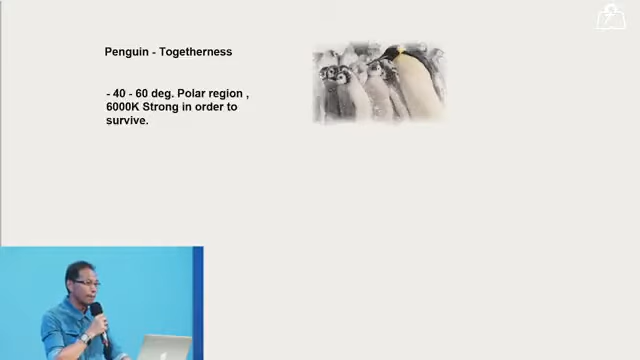 Penguin - Togetherness
- 40 - 60 deg. Polar region ,
6000K Strong in order to
survive.